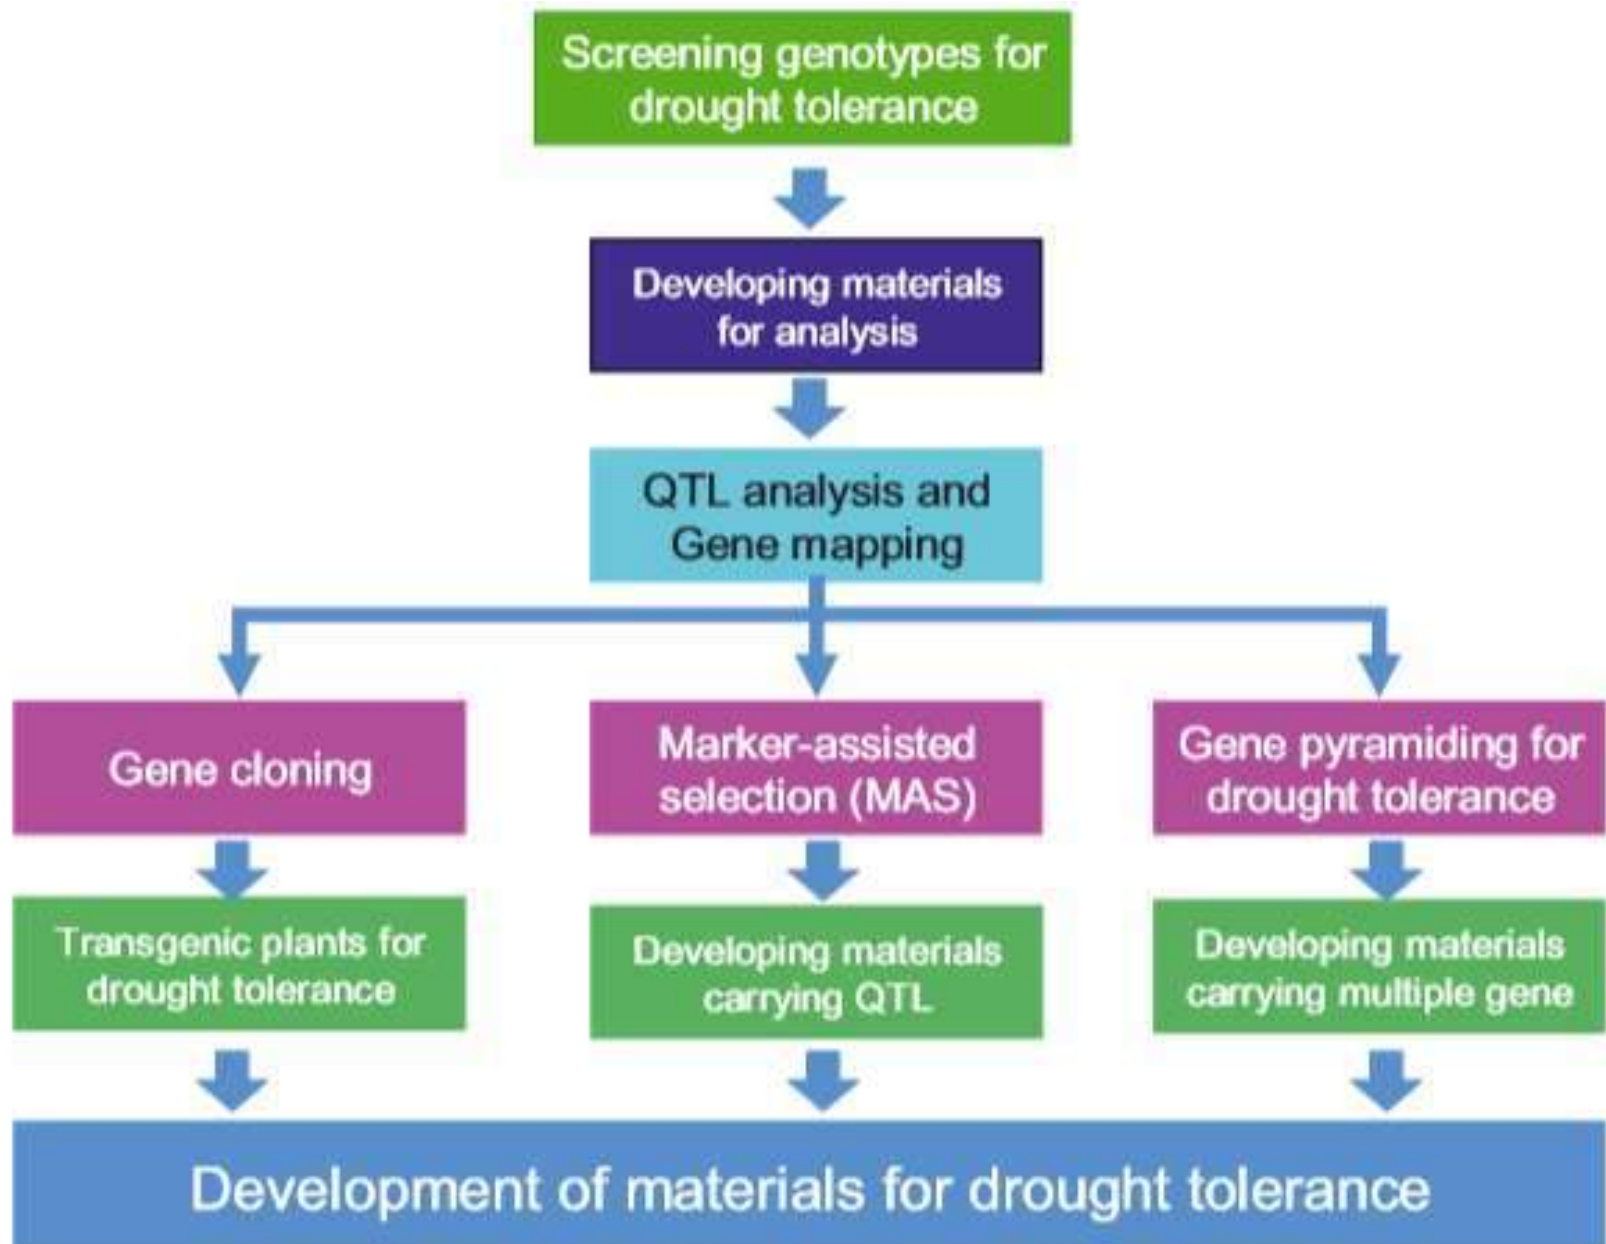 Screening genotypes for
drought tolerance
Developing materials
for analysis
QTL analysis and
Gene mapping
Gene cloning
Marker-assisted
selection (MAS)
Gene pyramiding for
drought tolerance
Transgenic plants for
drought tolerance
Developing materials
carrying QTL
Developing materials
carrying multiple gene
Development of materials for drought tolerance